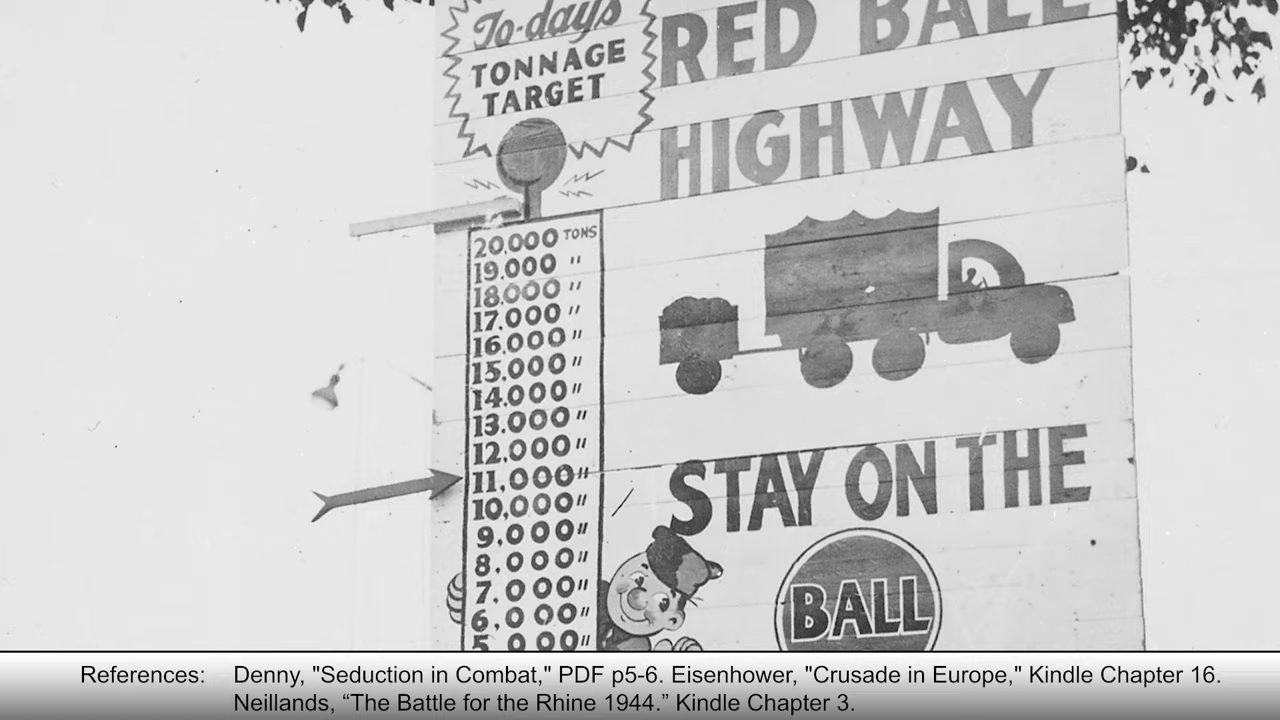 To-day's
TONNAGE
TARGET
RED BALL
HIGHWAY
20,000 TONS
19,000 "
18,000 "
17,000 "
16,000 "
15,000 "
14,000 "
13,000 "
12,000 "
11,000 "
10,000 "
9,000 "
8,000 "
7,000 "
6,000 "
5,000 "
STAY ON THE
BALL
References: Denny, "Seduction in Combat," PDF p5-6. Eisenhower, "Crusade in Europe," Kindle Chapter 16.
Neillands, “The Battle for the Rhine 1944.” Kindle Chapter 3.